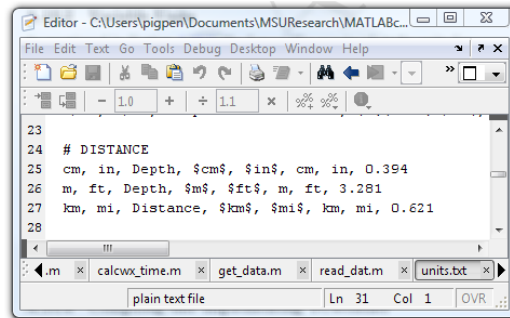 Editor - C:\Users\pigpen\Documents\MSUResearch\MATLABc...
File Edit Text Go Tools Debug Desktop Window Help
- 1.0 + ÷ 1.1 ×
23
24 # DISTANCE
25 cm, in, Depth, $cm$, $in$, cm, in, 0.394
26 m, ft, Depth, $m$, $ft$, m, ft, 3.281
27 km, mi, Distance, $km$, $mi$, km, mi, 0.621
28
.m × calcwx_time.m × get_data.m × read_dat.m × units.txt ×
plain text file Ln 31 Col 1 OVR